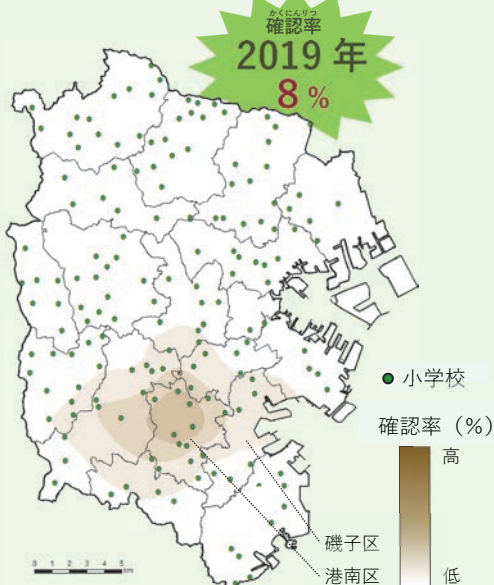 かくにんりつ
確認率
2019 年
8 %
小学校
確認率（%）
高
低
磯子区
港南区
0 1 2 3 4 5
km